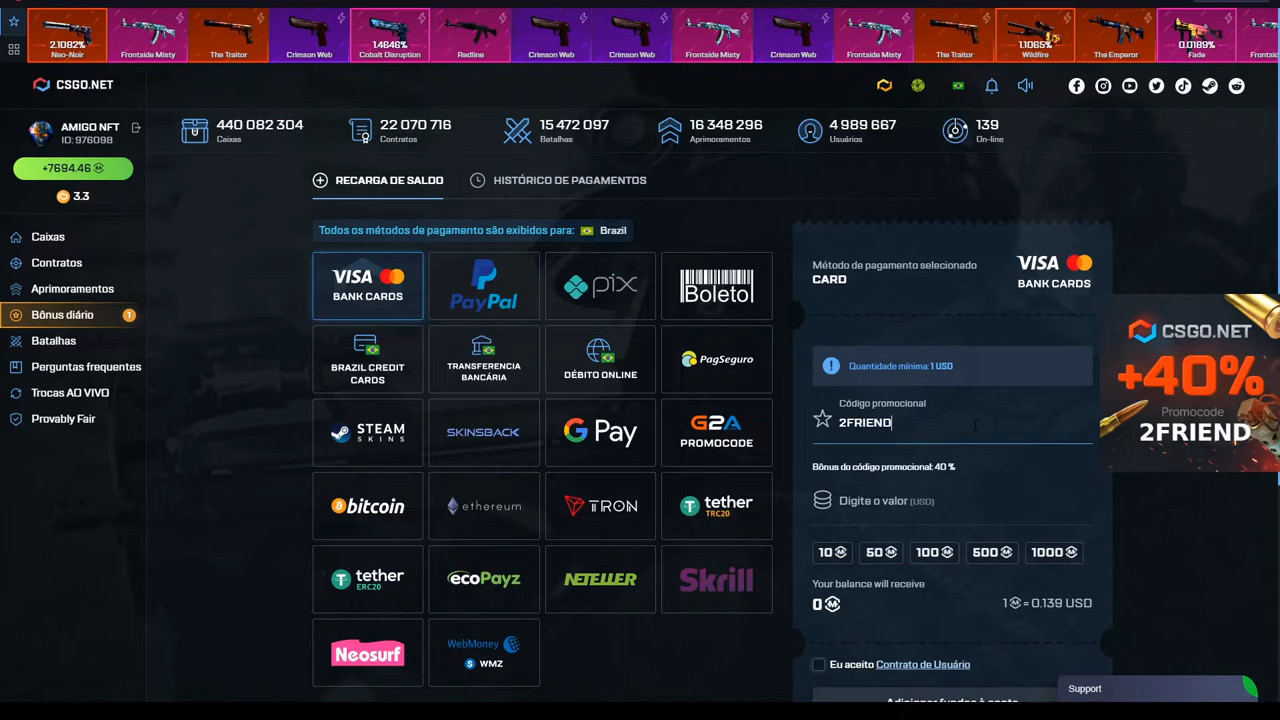 2.1082%
Neo-Noir
Frontside Misty
The Traitor
Crimson Web
1.4646%
Cobalt Disruption
Redline
Crimson Web
Crimson Web
Frontside Misty
Crimson Web
Frontside Misty
The Traitor
1.1065%
Wildfire
The Emperor
0.0189%
Fade
CSGO.NET
440 082 304
Caixas
22 070 716
Contratos
15 472 097
Batalhas
16 348 296
Aprimoramentos
4 989 667
Usuários
139
On-line
AMIGO NFT
ID: 976098
+7694.46
3.3
Caixas
Contratos
Aprimoramentos
Bônus diário 1
Batalhas
Perguntas frequentes
Trocas AO VIVO
Provably Fair
RECARGA DE SALDO
HISTÓRICO DE PAGAMENTOS
Todos os métodos de pagamento são exibidos para: Brazil
VISA
BANK CARDS
PayPal
pix
Boleto
BRAZIL CREDIT
CARDS
TRANSFERENCIA
BANCÁRIA
DÉBITO ONLINE
PagSeguro
STEAM
SKINS
SKINSBACK
G Pay
G2A
PROMOCODE
bitcoin
ethereum
TRON
tether
TRC20
tether
ERC20
ecoPayz
NETELLER
Skrill
Neosurf
WebMoney
WMZ
Método de pagamento selecionado
CARD
VISA
BANK CARDS
Quantidade mínima: 1 USD
Código promocional
2FRIEND
Bônus do código promocional: 40 %
Digite o valor (USD)
10 50 100 500 1000
Your balance will receive
0
1 = 0.139 USD
Eu aceito Contrato de Usuário
CSGO.NET
+40%
Promocode
2FRIEND
Support